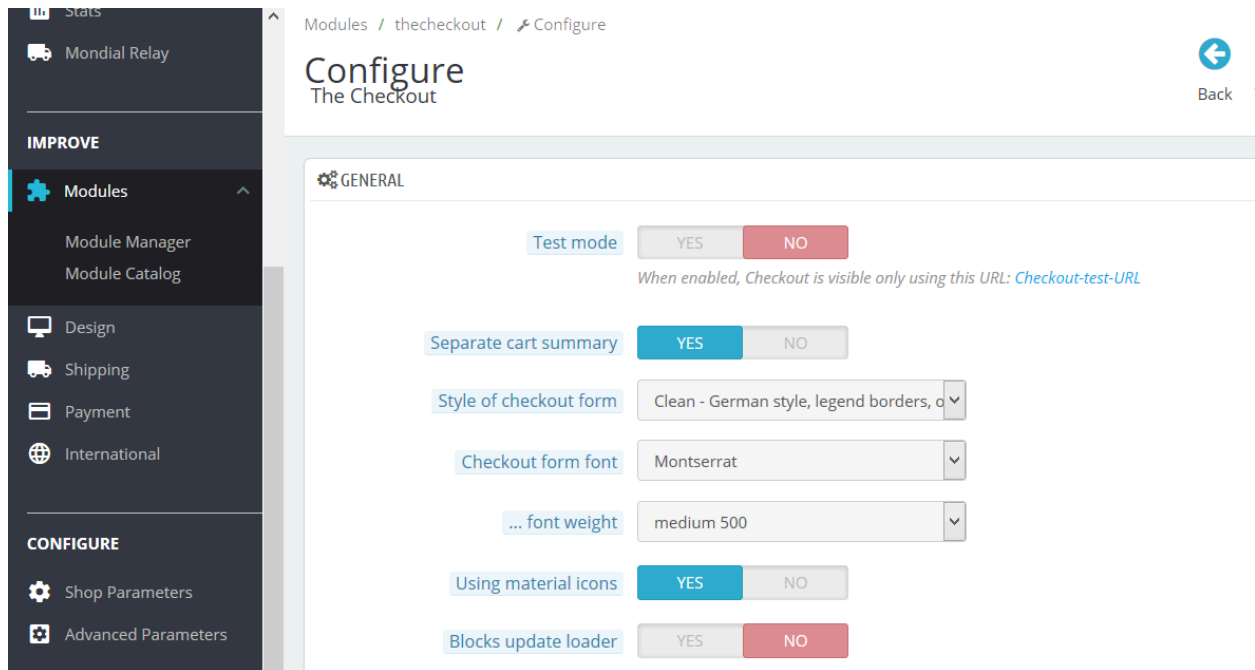 Stats
Mondial Relay
IMPROVE
Modules
Module Manager
Module Catalog
Design
Shipping
Payment
International
CONFIGURE
Shop Parameters
Advanced Parameters
Modules / thecheckout / Configure
Configure
The Checkout
Back
GENERAL
Test mode YES NO
When enabled, Checkout is visible only using this URL: Checkout-test-URL
Separate cart summary YES NO
Style of checkout form Clean - German style, legend borders, o
Checkout form font Montserrat
... font weight medium 500
Using material icons YES NO
Blocks update loader YES NO